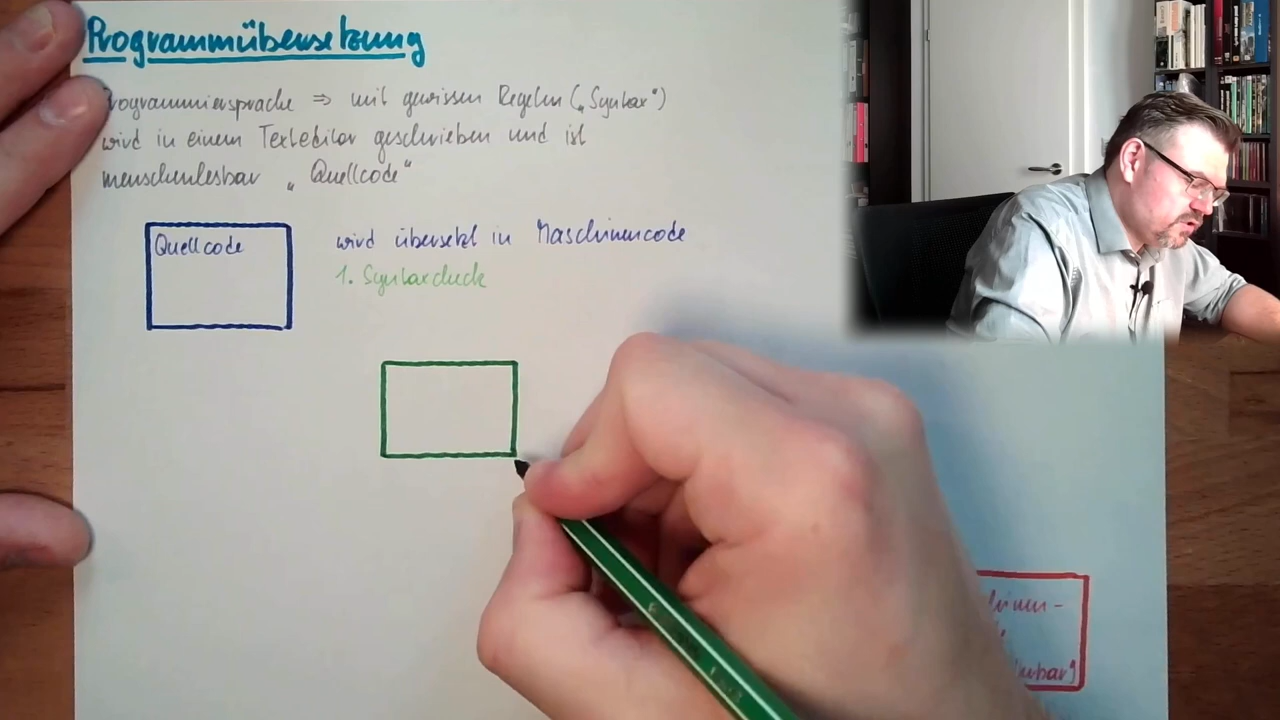 Programmübersetzung
Programmiersprache ⇒ mit gewissen Regeln („Syntax")
wird in einem Texteditor geschrieben und ist
menschenlesbar „Quellcode"
Quellcode
wird übersetzt in Maschinencode
1. Syntaxcheck